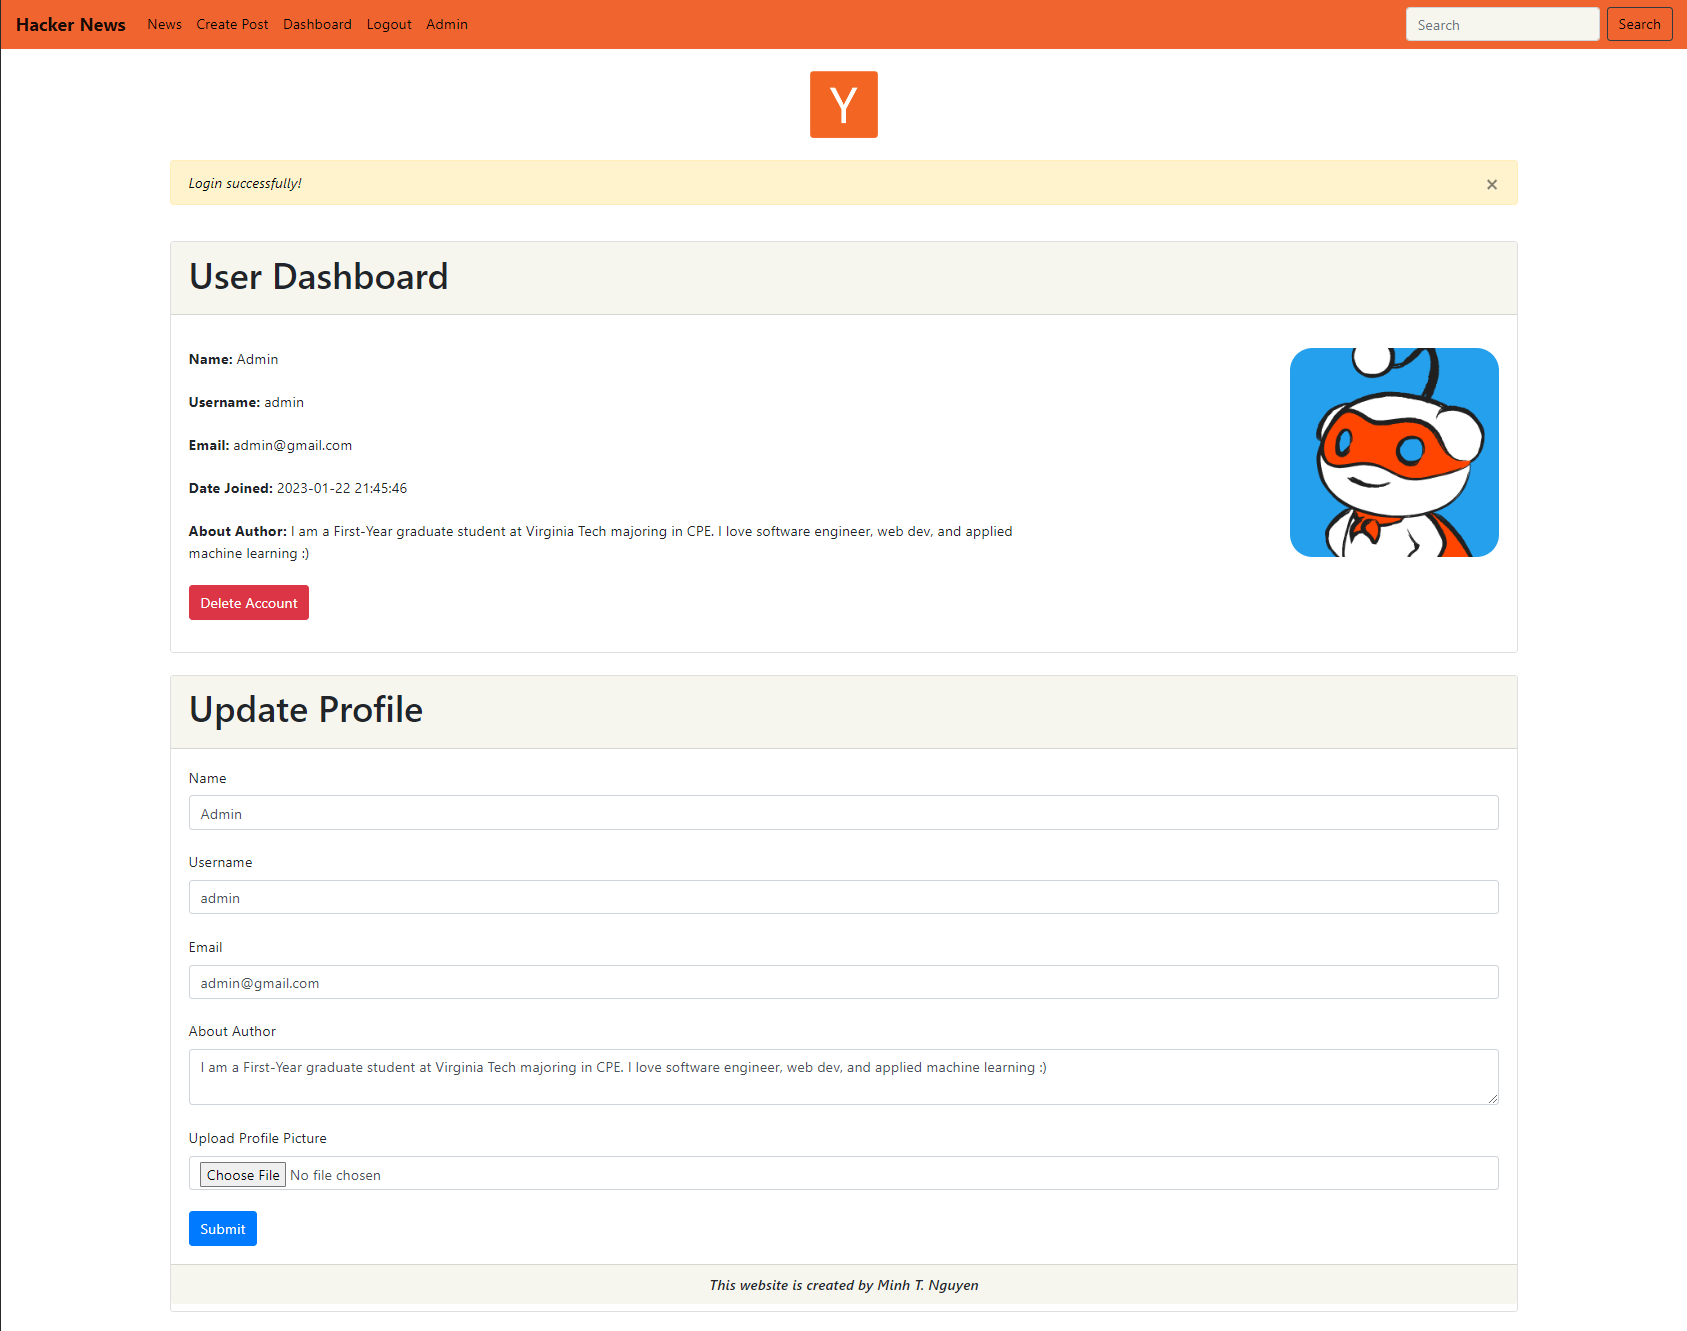 Hacker News News Create Post Dashboard Logout Admin Search Search
Y
Login successfully! ×
User Dashboard
Name: Admin
Username: admin
Email: admin@gmail.com
Date Joined: 2023-01-22 21:45:46
About Author: I am a First-Year graduate student at Virginia Tech majoring in CPE. I love software engineer, web dev, and applied
machine learning :)
Delete Account
Update Profile
Name
Admin
Username
admin
Email
admin@gmail.com
About Author
I am a First-Year graduate student at Virginia Tech majoring in CPE. I love software engineer, web dev, and applied machine learning :)
Upload Profile Picture
Choose File No file chosen
Submit
This website is created by Minh T. Nguyen